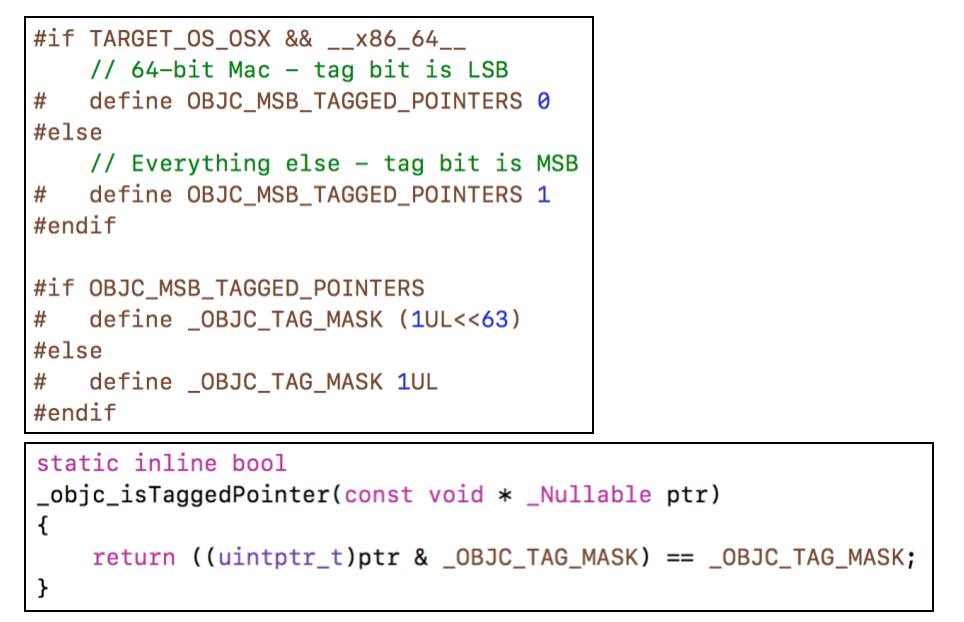 #if TARGET_OS_OSX && __x86_64__
    // 64-bit Mac - tag bit is LSB
#   define OBJC_MSB_TAGGED_POINTERS 0
#else
    // Everything else - tag bit is MSB
#   define OBJC_MSB_TAGGED_POINTERS 1
#endif

#if OBJC_MSB_TAGGED_POINTERS
#   define _OBJC_TAG_MASK (1UL<<63)
#else
#   define _OBJC_TAG_MASK 1UL
#endif
static inline bool
_objc_isTaggedPointer(const void * _Nullable ptr)
{
    return ((uintptr_t)ptr & _OBJC_TAG_MASK) == _OBJC_TAG_MASK;
}